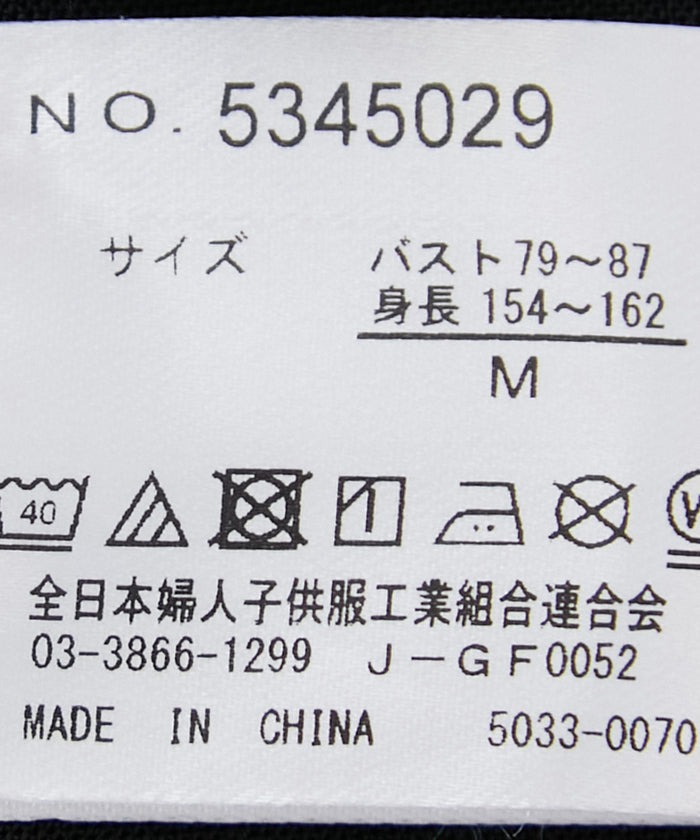 NO. 5345029
サイズ
バスト79～87
身長 154～162
M
40
全日本婦人子供服工業組合連合会
03-3866-1299 J-GF0052
MADE IN CHINA 5033-0070